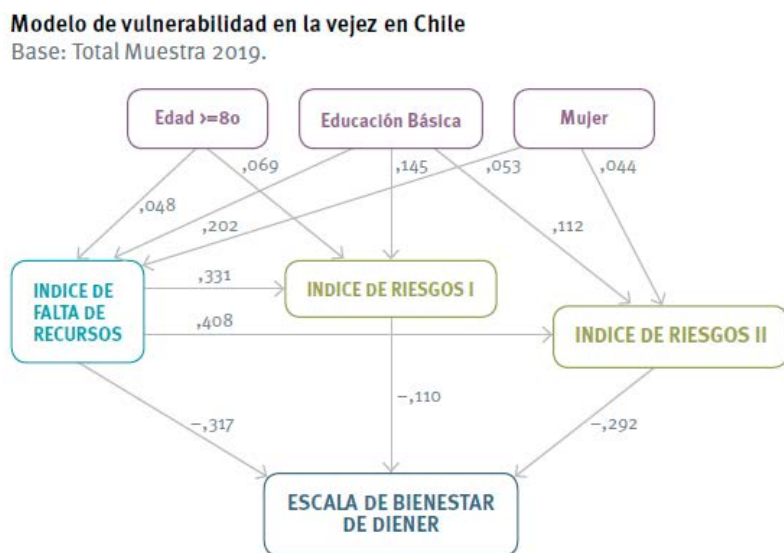 Modelo de vulnerabilidad en la vejez en Chile
Base: Total Muestra 2019.
Edad >=80
Educación Básica
Mujer
,069
,145
,053
,044
,048
,202
,112
INDICE DE
FALTA DE
RECURSOS
,331
INDICE DE RIESGOS I
,408
INDICE DE RIESGOS II
–,317
–,110
–,292
ESCALA DE BIENESTAR
DE DIENER